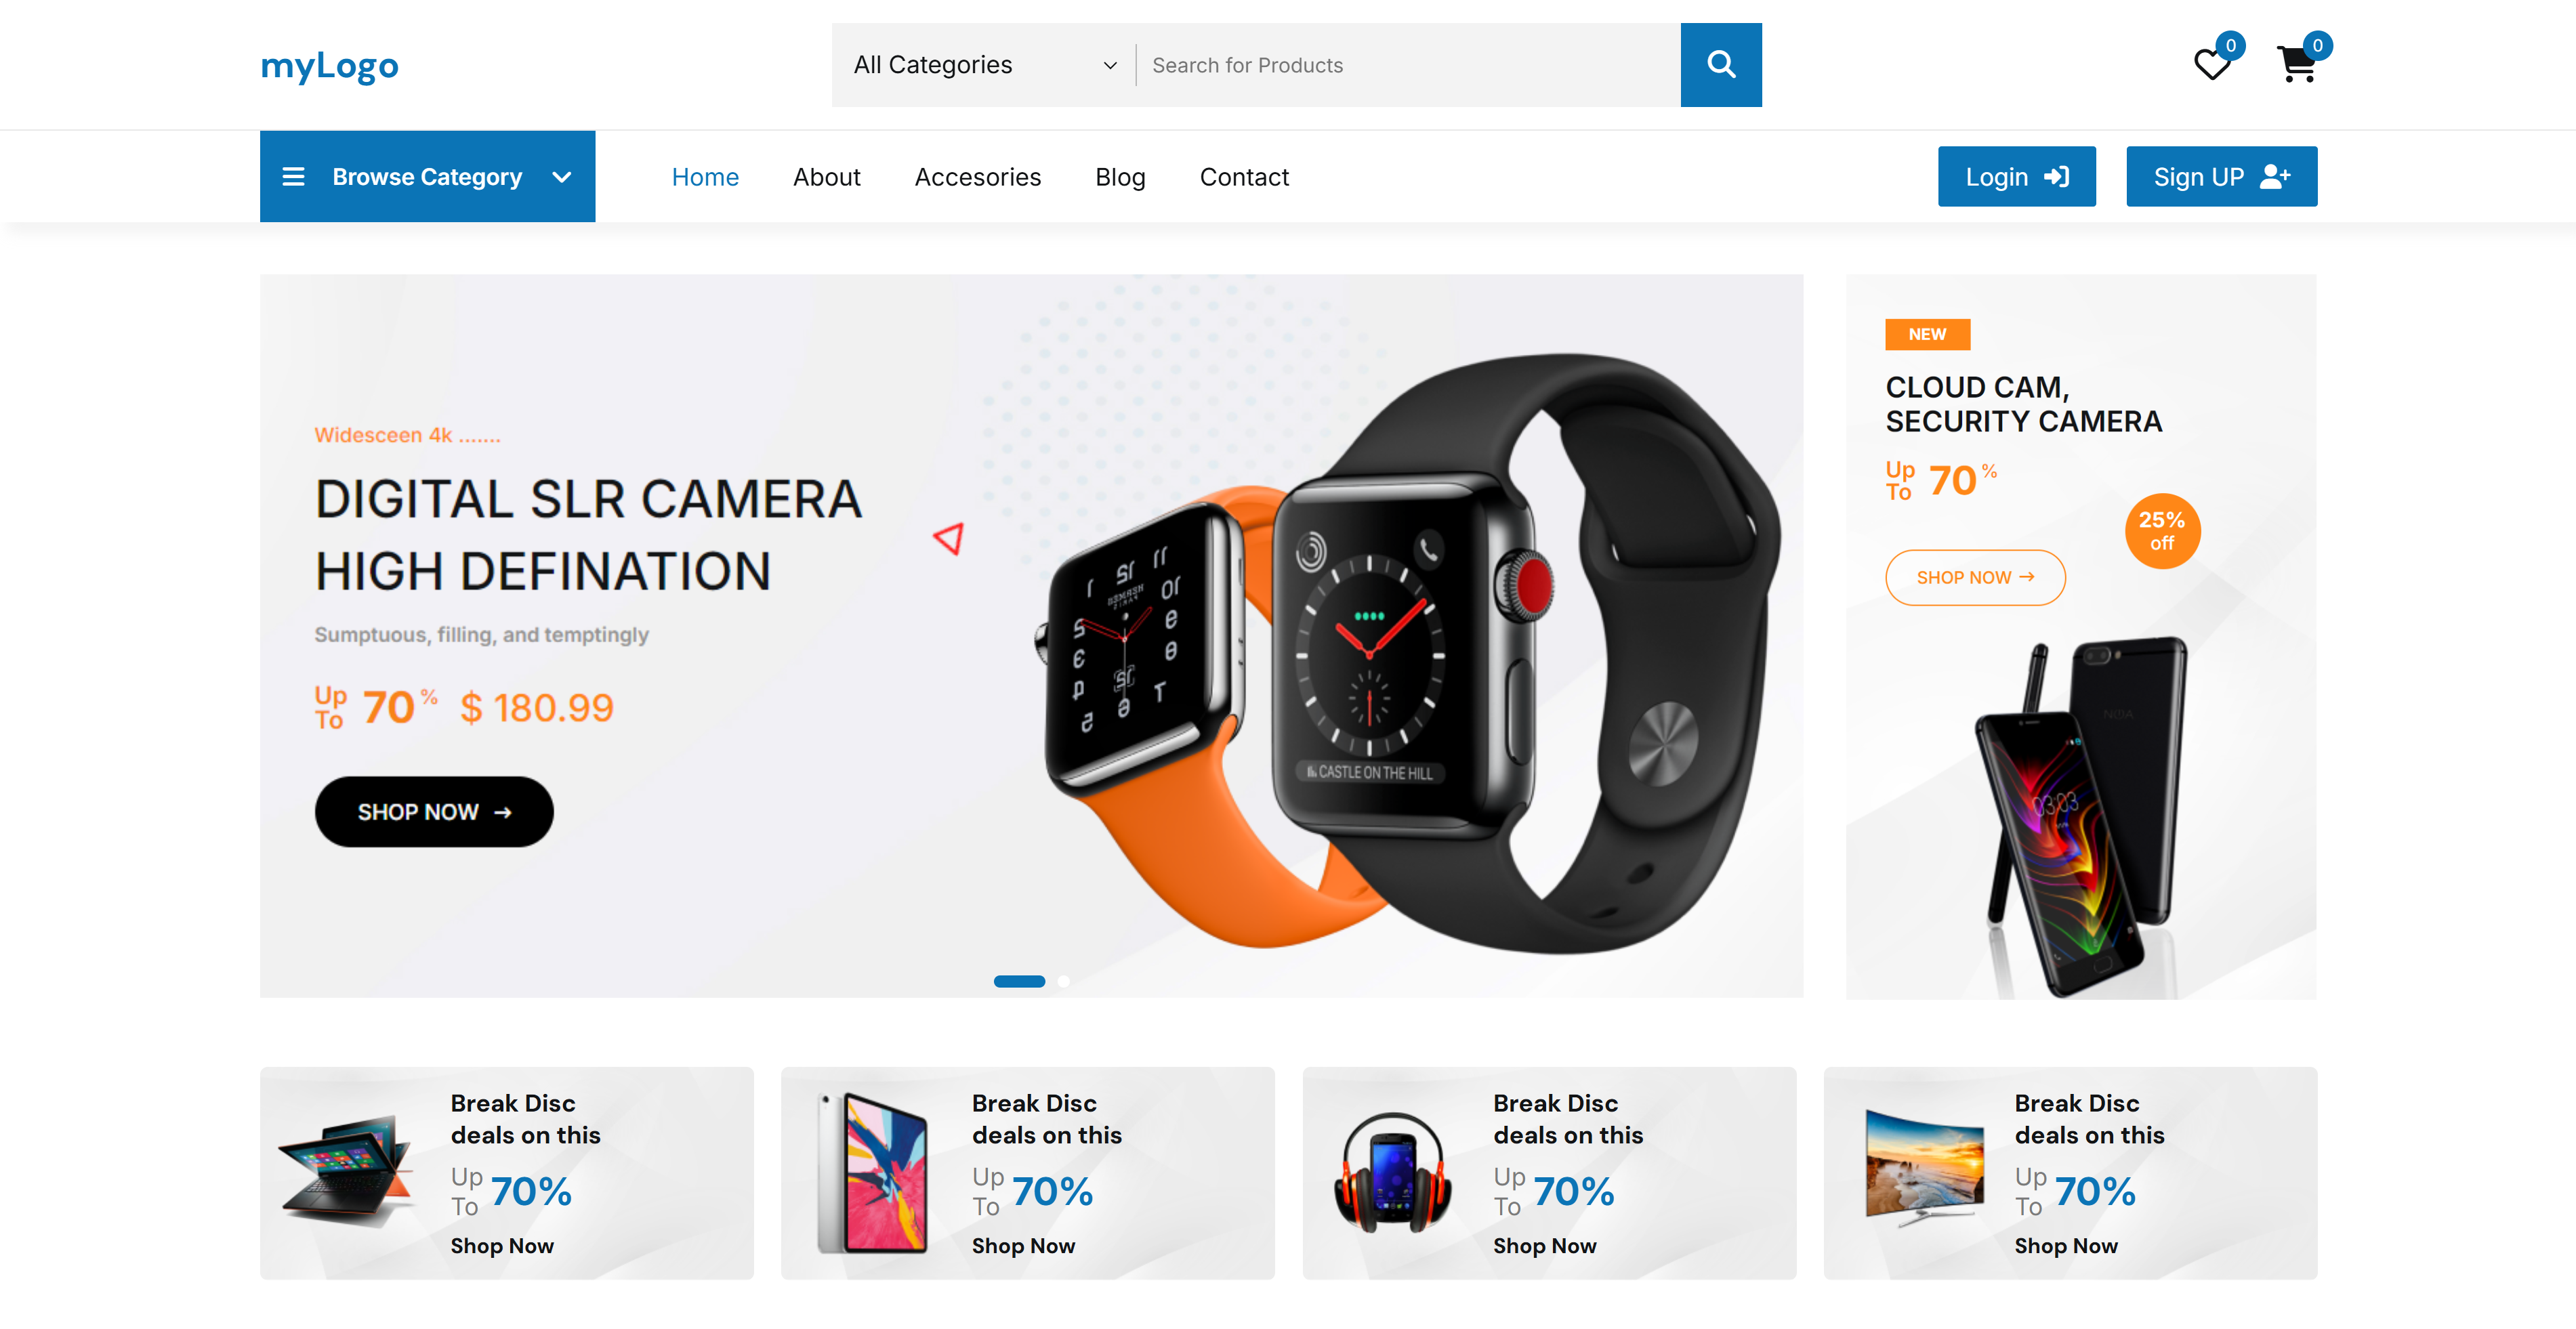 myLogo
All Categories
Search for Products
0
0
Browse Category
Home
About
Accesories
Blog
Contact
Login
Sign UP
Widesceen 4k .......
DIGITAL SLR CAMERA
HIGH DEFINATION
Sumptuous, filling, and temptingly
Up To 70% $ 180.99
SHOP NOW →
CASTLE ON THE HILL
NEW
CLOUD CAM,
SECURITY CAMERA
Up To 70%
25%
off
SHOP NOW →
NOA
03:03
Break Disc
deals on this
Up To 70%
Shop Now
Break Disc
deals on this
Up To 70%
Shop Now
Break Disc
deals on this
Up To 70%
Shop Now
Break Disc
deals on this
Up To 70%
Shop Now